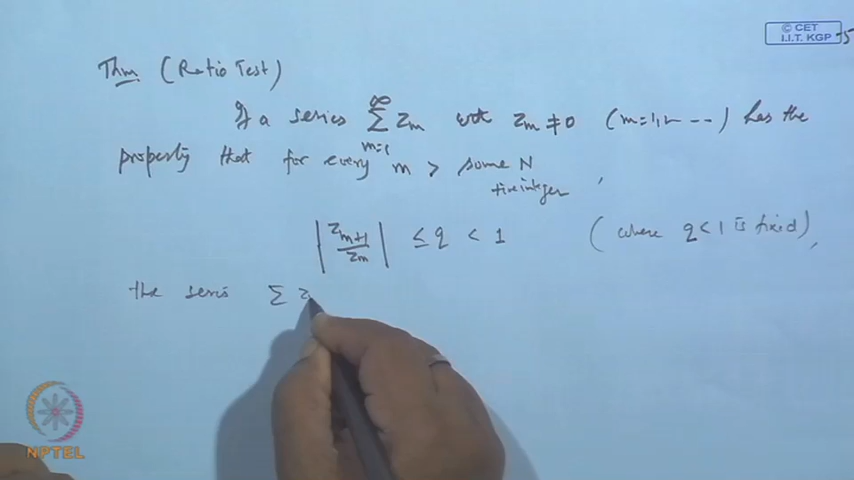 © CET
I.I.T. KGP
Thm (Ratio Test)
If a series ∑_{m=1}^{∞} z_m with z_m ≠ 0 (m=1,2 ---) has the
property that for every m > some N
+ive integer ,
|z_{m+1}/z_m| ≤ q < 1 (where q<1 is fixed),
the series ∑ z
NPTEL